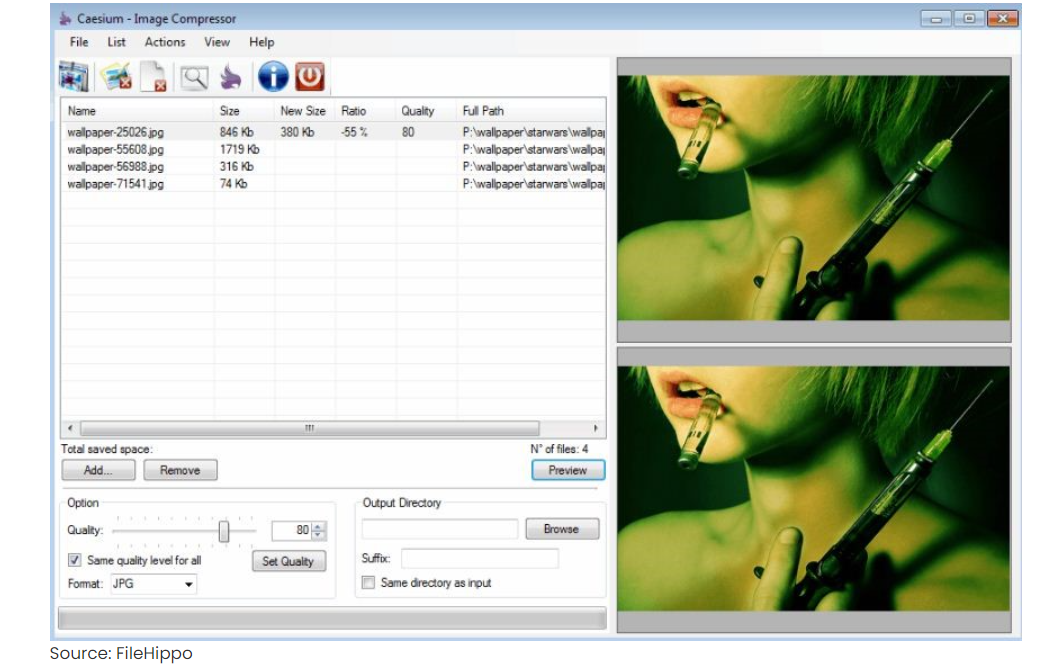 Caesium - Image Compressor
File List Actions View Help
Name Size New Size Ratio Quality Full Path
wallpaper-25026.jpg 846 Kb 380 Kb -55 % 80 P:\wallpaper\starwars\wallpa
wallpaper-55608.jpg 1719 Kb P:\wallpaper\starwars\wallpa
wallpaper-56988.jpg 316 Kb P:\wallpaper\starwars\wallpa
wallpaper-71541.jpg 74 Kb P:\wallpaper\starwars\wallpa
Total saved space: N° of files: 4
Add... Remove Preview
Option Output Directory
Quality: 80 Browse
Same quality level for all Set Quality Suffix:
Format: JPG Same directory as input
Source: FileHippo